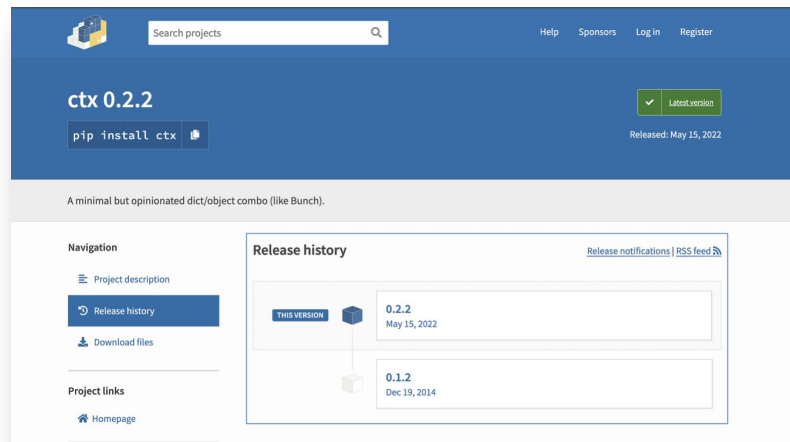 Search projects
Help Sponsors Log in Register
ctx 0.2.2
pip install ctx
Latest version
Released: May 15, 2022
A minimal but opinionated dict/object combo (like Bunch).
Navigation
Project description
Release history
Download files
Project links
Homepage
Release history
Release notifications | RSS feed
THIS VERSION
0.2.2
May 15, 2022
0.1.2
Dec 19, 2014